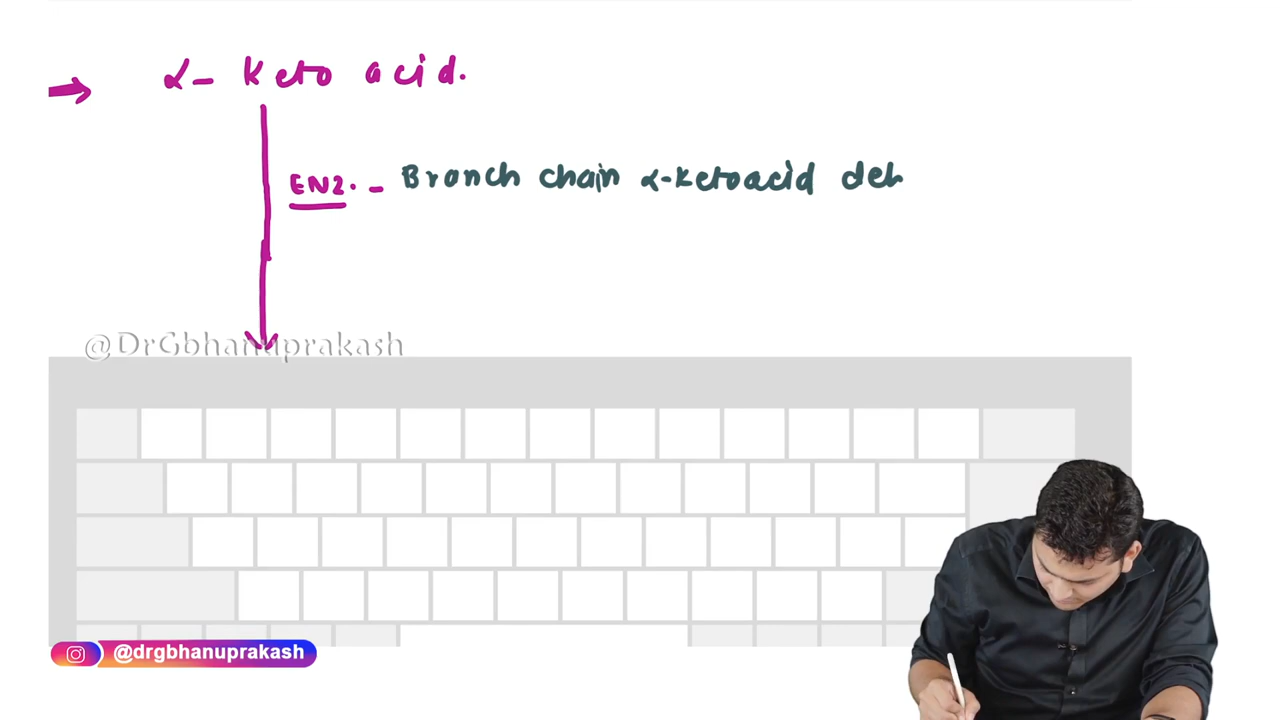 → α- Keto acid.
ENZ. - Branch chain α-Ketoacid deh
@DrGbhanuprakash
@drgbhanuprakash